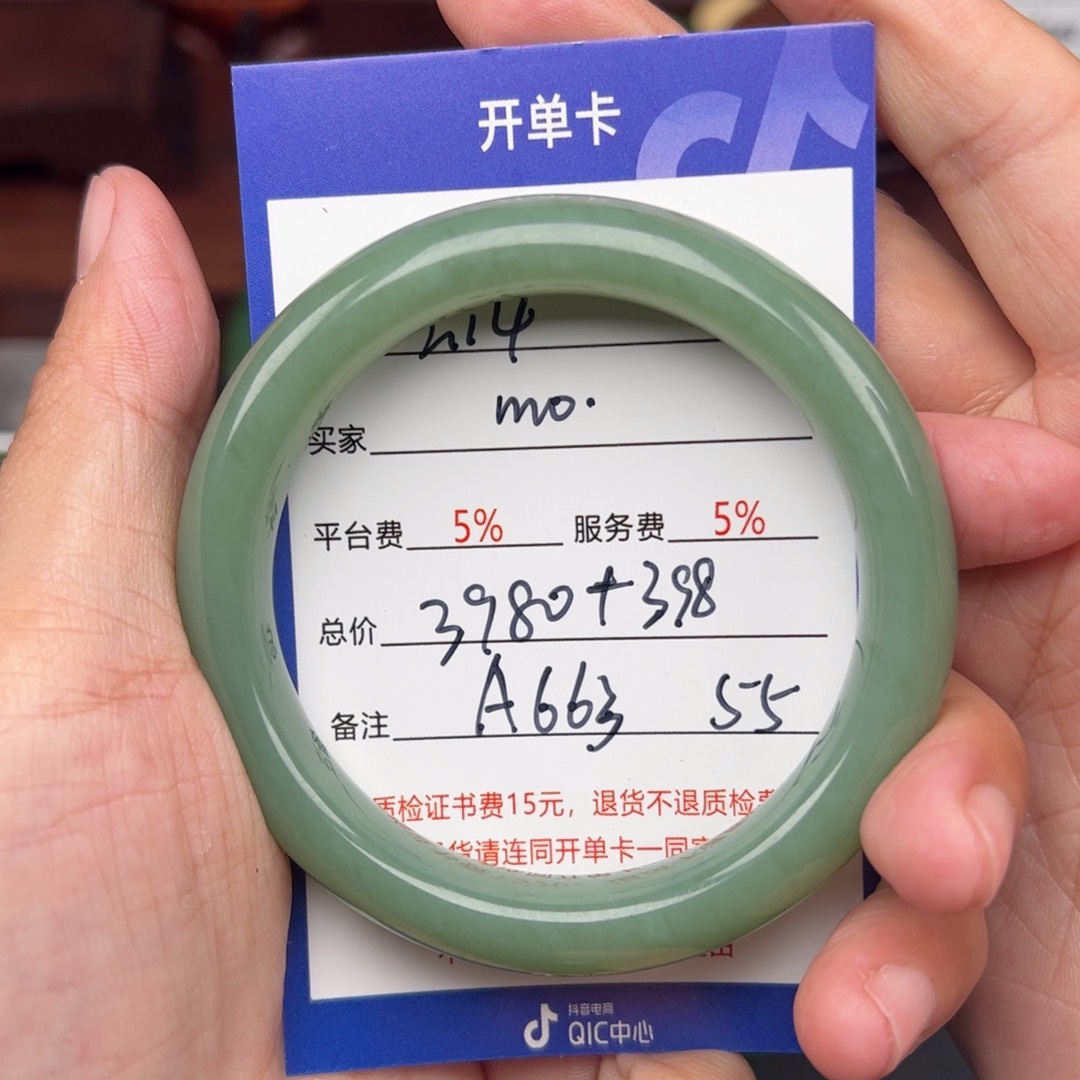 开单卡
h14
买家 mo.
平台费 5% 服务费 5%
总价 3980+398
备注 A663 55
质检证书费15元，退货不退质检费
货请连同开单卡一同寄
抖音电商
QIC中心